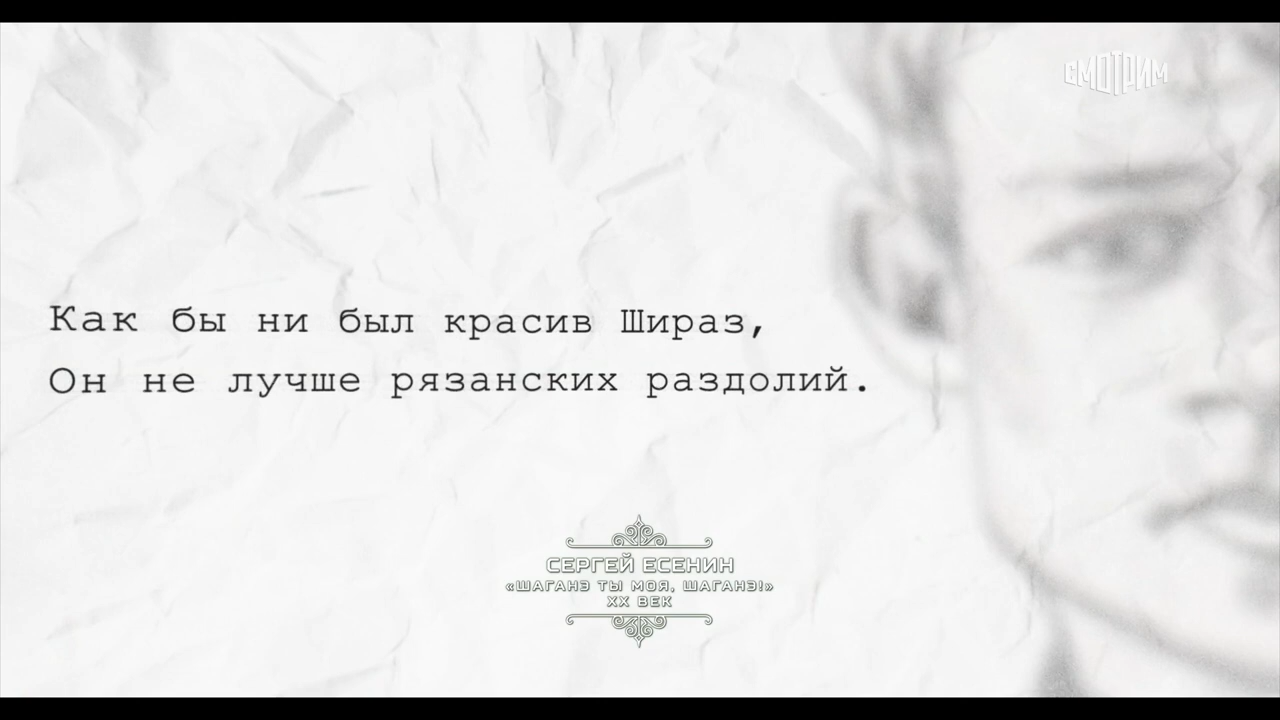 СМОТРИМ
Как бы ни был красив Шираз,
Он не лучше рязанских раздолий.
СЕРГЕЙ ЕСЕНИН
«ШАГАНЭ ТЫ МОЯ, ШАГАНЭ!»
XX ВЕК